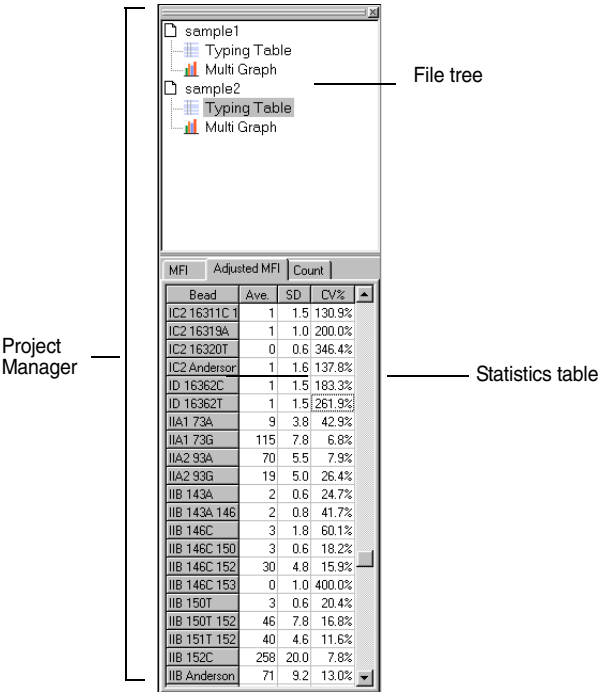 sample1
Typing Table
Multi Graph
sample2
Typing Table
Multi Graph
File tree
MFI Adjusted MFI Count
Bead Ave. SD CV%
IC2 16311C 1 1 1.5 130.9%
IC2 16319A 1 1.0 200.0%
IC2 16320T 0 0.6 346.4%
IC2 Anderson 1 1.6 137.8%
ID 16362C 1 1.5 183.3%
ID 16362T 1 1.5 261.9%
IIA1 73A 9 3.8 42.9%
IIA1 73G 115 7.8 6.8%
IIA2 93A 70 5.5 7.9%
IIA2 93G 19 5.0 26.4%
IIB 143A 2 0.6 24.7%
IIB 143A 146 2 0.8 41.7%
IIB 146C 3 1.8 60.1%
IIB 146C 150 3 0.6 18.2%
IIB 146C 152 30 4.8 15.9%
IIB 146C 153 0 1.0 400.0%
IIB 150T 3 0.6 20.4%
IIB 150T 152 46 7.8 16.8%
IIB 151T 152 40 4.6 11.6%
IIB 152C 258 20.0 7.8%
IIB Anderson 71 9.2 13.0%
Project
Manager
Statistics table